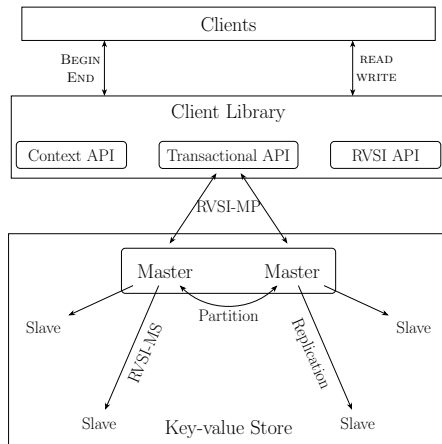 Clients
BEGIN
END
READ
WRITE
Client Library
Context API
Transactional API
RVSI API
RVSI-MP
Master
Master
Partition
Slave
Slave
RVSI-MS
Replication
Slave
Slave
Key-value Store